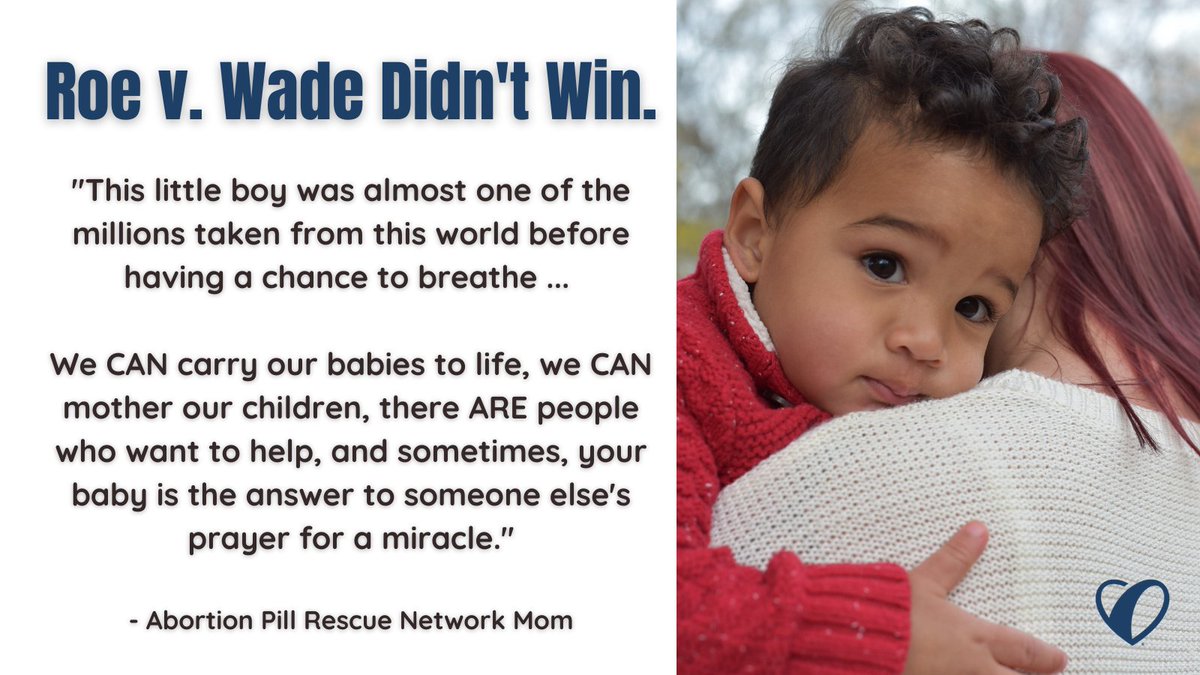 Roe v. Wade Didn't Win.
"This little boy was almost one of the
millions taken from this world before
having a chance to breathe ...
We CAN carry our babies to life, we CAN
mother our children, there ARE people
who want to help, and sometimes, your
baby is the answer to someone else's
prayer for a miracle."
- Abortion Pill Rescue Network Mom